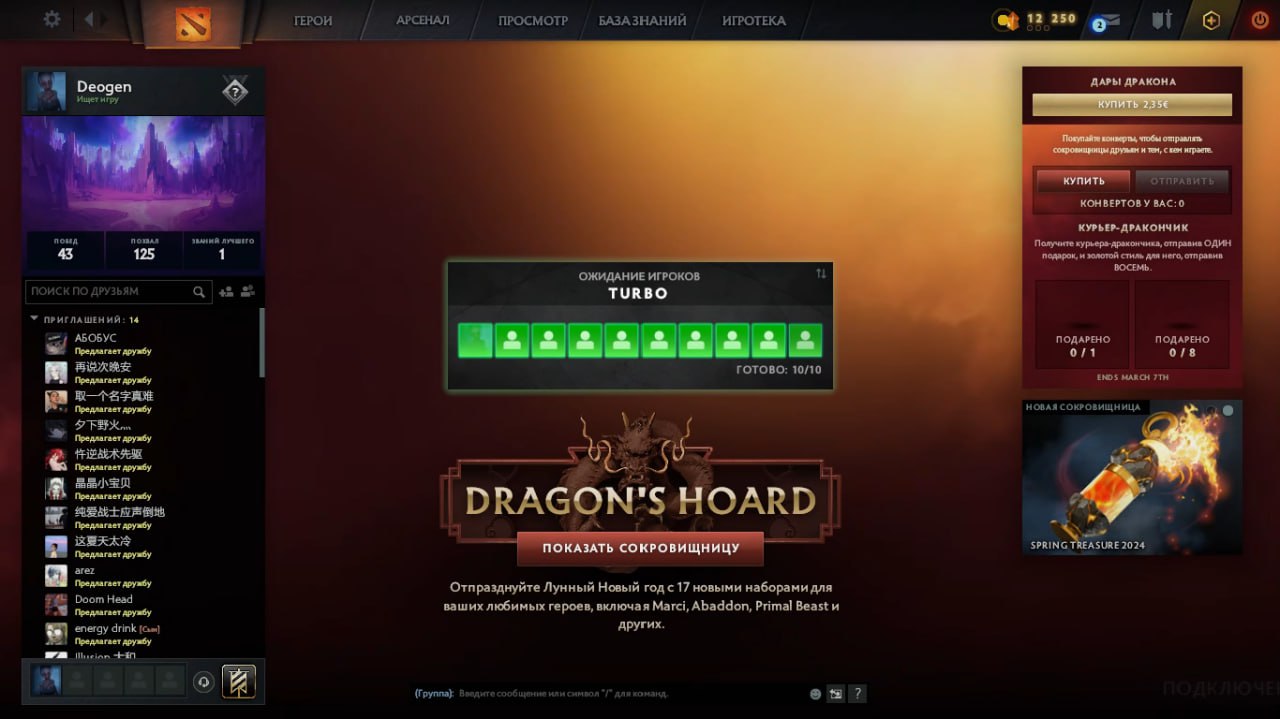 ГЕРОИ
АРСЕНАЛ
ПРОСМОТР
БАЗА ЗНАНИЙ
ИГРОТЕКА
12 250
2
Deogen
Ищет игру
?
ПОБЕД
43
ПОХВАЛ
125
ЗВАНИЙ ЛУЧШЕГО
1
ПОИСК ПО ДРУЗЬЯМ
ПРИГЛАШЕНИЙ: 14
АБОБУС
Предлагает дружбу
再说次晚安
Предлагает дружбу
取一个名字真难
Предлагает дружбу
夕下野火灬
Предлагает дружбу
忤逆战术先驱
Предлагает дружбу
晶晶小宝贝
Предлагает дружбу
纯爱战士应声倒地
Предлагает дружбу
这夏天太冷
Предлагает дружбу
arez
Предлагает дружбу
Doom Head
Предлагает дружбу
energy drink [Сын]
Предлагает дружбу
Illusion 大和
ОЖИДАНИЕ ИГРОКОВ
TURBO
ГОТОВО: 10/10
DRAGON'S HOARD
ПОКАЗАТЬ СОКРОВИЩНИЦУ
Отпразднуйте Лунный Новый год с 17 новыми наборами для
ваших любимых героев, включая Marci, Abaddon, Primal Beast и
других.
(Группа): Введите сообщение или символ "/" для команд.
?
ДАРЫ ДРАКОНА
КУПИТЬ 2,35€
Покупайте конверты, чтобы отправлять
сокровищницы друзьям и тем, с кем играете.
КУПИТЬ
ОТПРАВИТЬ
КОНВЕРТОВ У ВАС: 0
КУРЬЕР-ДРАКОНЧИК
Получите курьера-дракончика, отправив ОДИН
подарок, и золотой стиль для него, отправив
ВОСЕМЬ.
ПОДАРЕНО
0 / 1
ПОДАРЕНО
0 / 8
ENDS MARCH 7TH
НОВАЯ СОКРОВИЩНИЦА
SPRING TREASURE 2024
ПОДКЛЮЧЕ